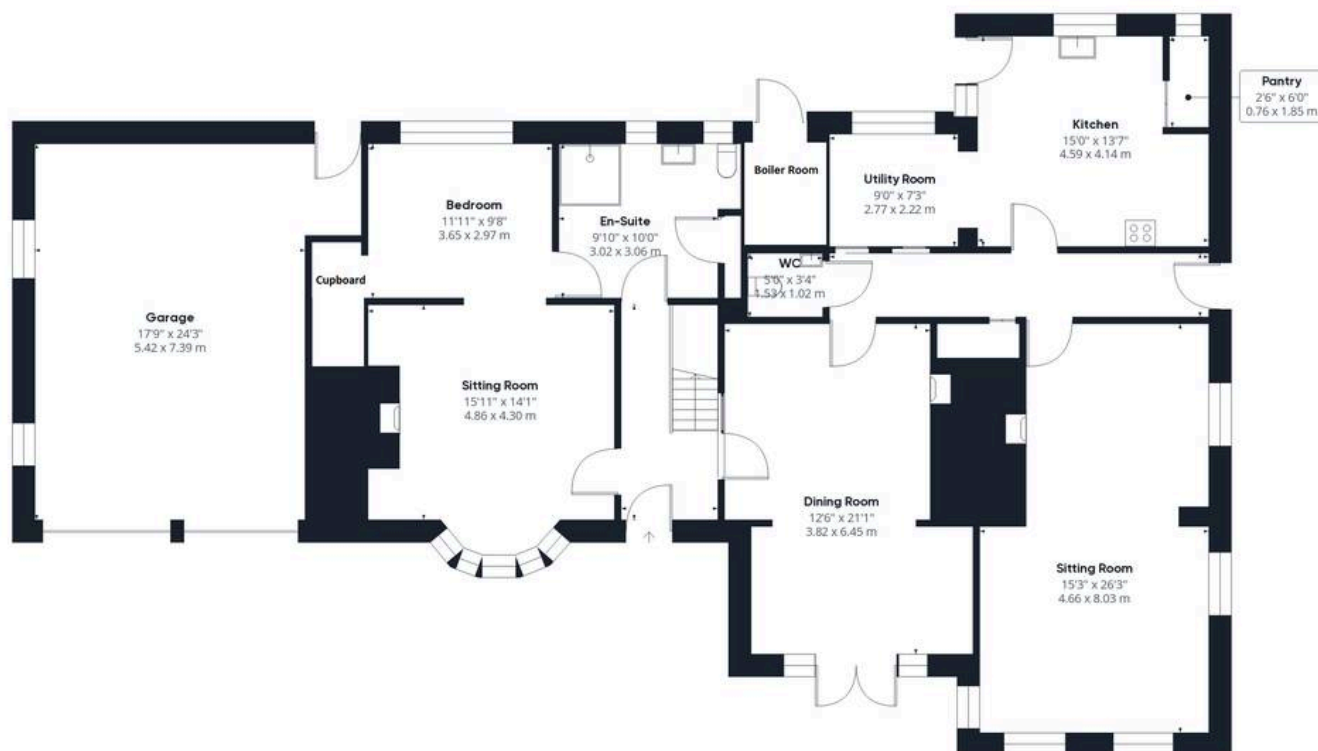 Pantry
2'6" x 6'0"
0.76 x 1.85 m
Kitchen
15'0" x 13'7"
4.59 x 4.14 m
Boiler Room
Utility Room
9'0" x 7'3"
2.77 x 2.22 m
Bedroom
11'11" x 9'8"
3.65 x 2.97 m
En-Suite
9'10" x 10'0"
3.02 x 3.06 m
WC
5'0" x 3'4"
1.53 x 1.02 m
Cupboard
Garage
17'9" x 24'3"
5.42 x 7.39 m
Sitting Room
15'11" x 14'1"
4.86 x 4.30 m
Dining Room
12'6" x 21'1"
3.82 x 6.45 m
Sitting Room
15'3" x 26'3"
4.66 x 8.03 m